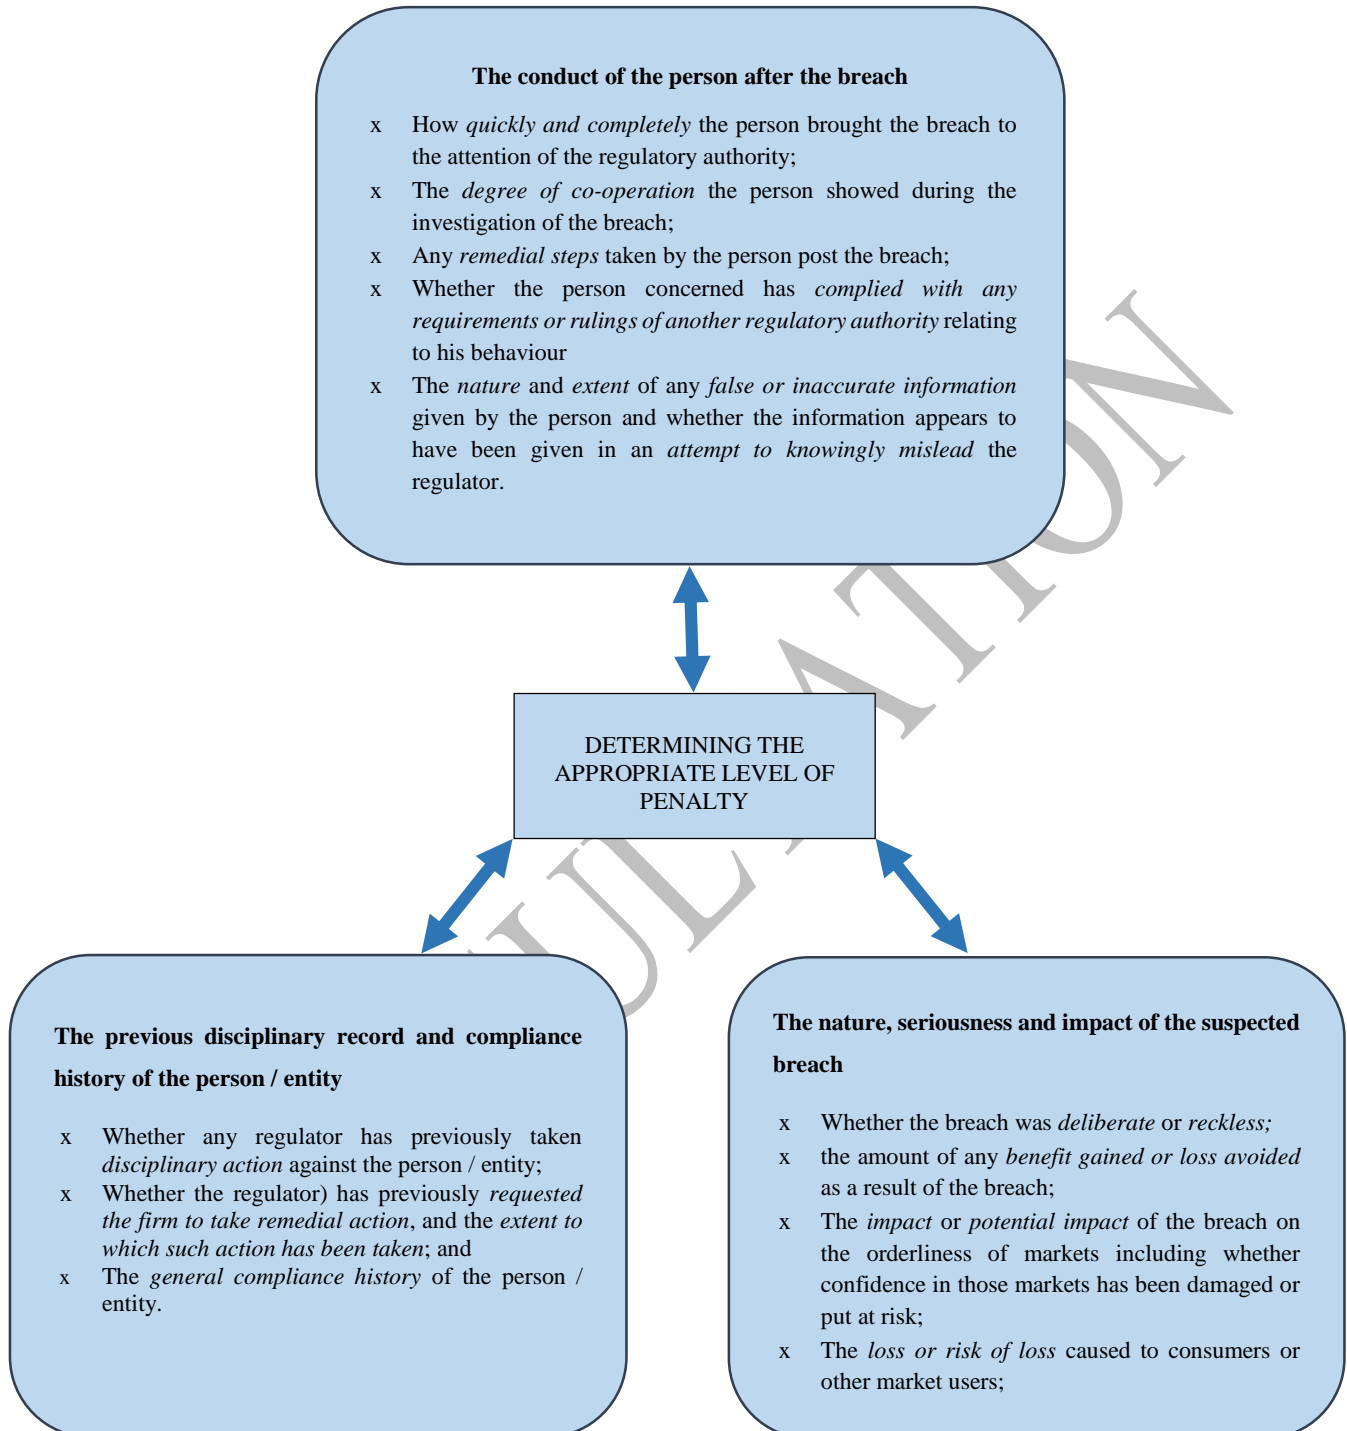 The conduct of the person after the breach
x How quickly and completely the person brought the breach to
the attention of the regulatory authority;
x The degree of co-operation the person showed during the
investigation of the breach;
x Any remedial steps taken by the person post the breach;
x Whether the person concerned has complied with any
requirements or rulings of another regulatory authority relating
to his behaviour
x The nature and extent of any false or inaccurate information
given by the person and whether the information appears to
have been given in an attempt to knowingly mislead the
regulator.
DETERMINING THE
APPROPRIATE LEVEL OF
PENALTY
The previous disciplinary record and compliance
history of the person / entity
x Whether any regulator has previously taken
disciplinary action against the person / entity;
x Whether the regulator) has previously requested
the firm to take remedial action, and the extent to
which such action has been taken; and
x The general compliance history of the person /
entity.
The nature, seriousness and impact of the suspected
breach
x Whether the breach was deliberate or reckless;
x the amount of any benefit gained or loss avoided
as a result of the breach;
x The impact or potential impact of the breach on
the orderliness of markets including whether
confidence in those markets has been damaged or
put at risk;
x The loss or risk of loss caused to consumers or
other market users;